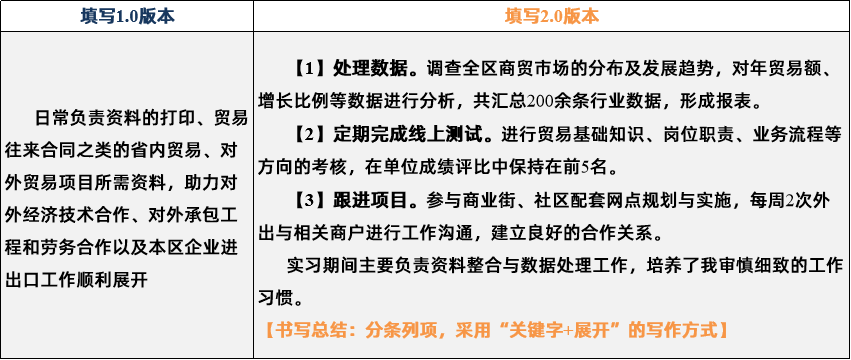 填写1.0版本
填写2.0版本
日常负责资料的打印、贸易
往来合同之类的省内贸易、对
外贸易项目所需资料，助力对
外经济技术合作、对外承包工
程和劳务合作以及本区企业进
出口工作顺利展开
【1】处理数据。调查全区商贸市场的分布及发展趋势，对年贸易额、
增长比例等数据进行分析，共汇总200余条行业数据，形成报表。
【2】定期完成线上测试。进行贸易基础知识、岗位职责、业务流程等
方向的考核，在单位成绩评比中保持在前5名。
【3】跟进项目。参与商业街、社区配套网点规划与实施，每周2次外
出与相关商户进行工作沟通，建立良好的合作关系。
实习期间主要负责资料整合与数据处理工作，培养了我审慎细致的工作
习惯。
【书写总结：分条列项，采用“关键字+展开”的写作方式】